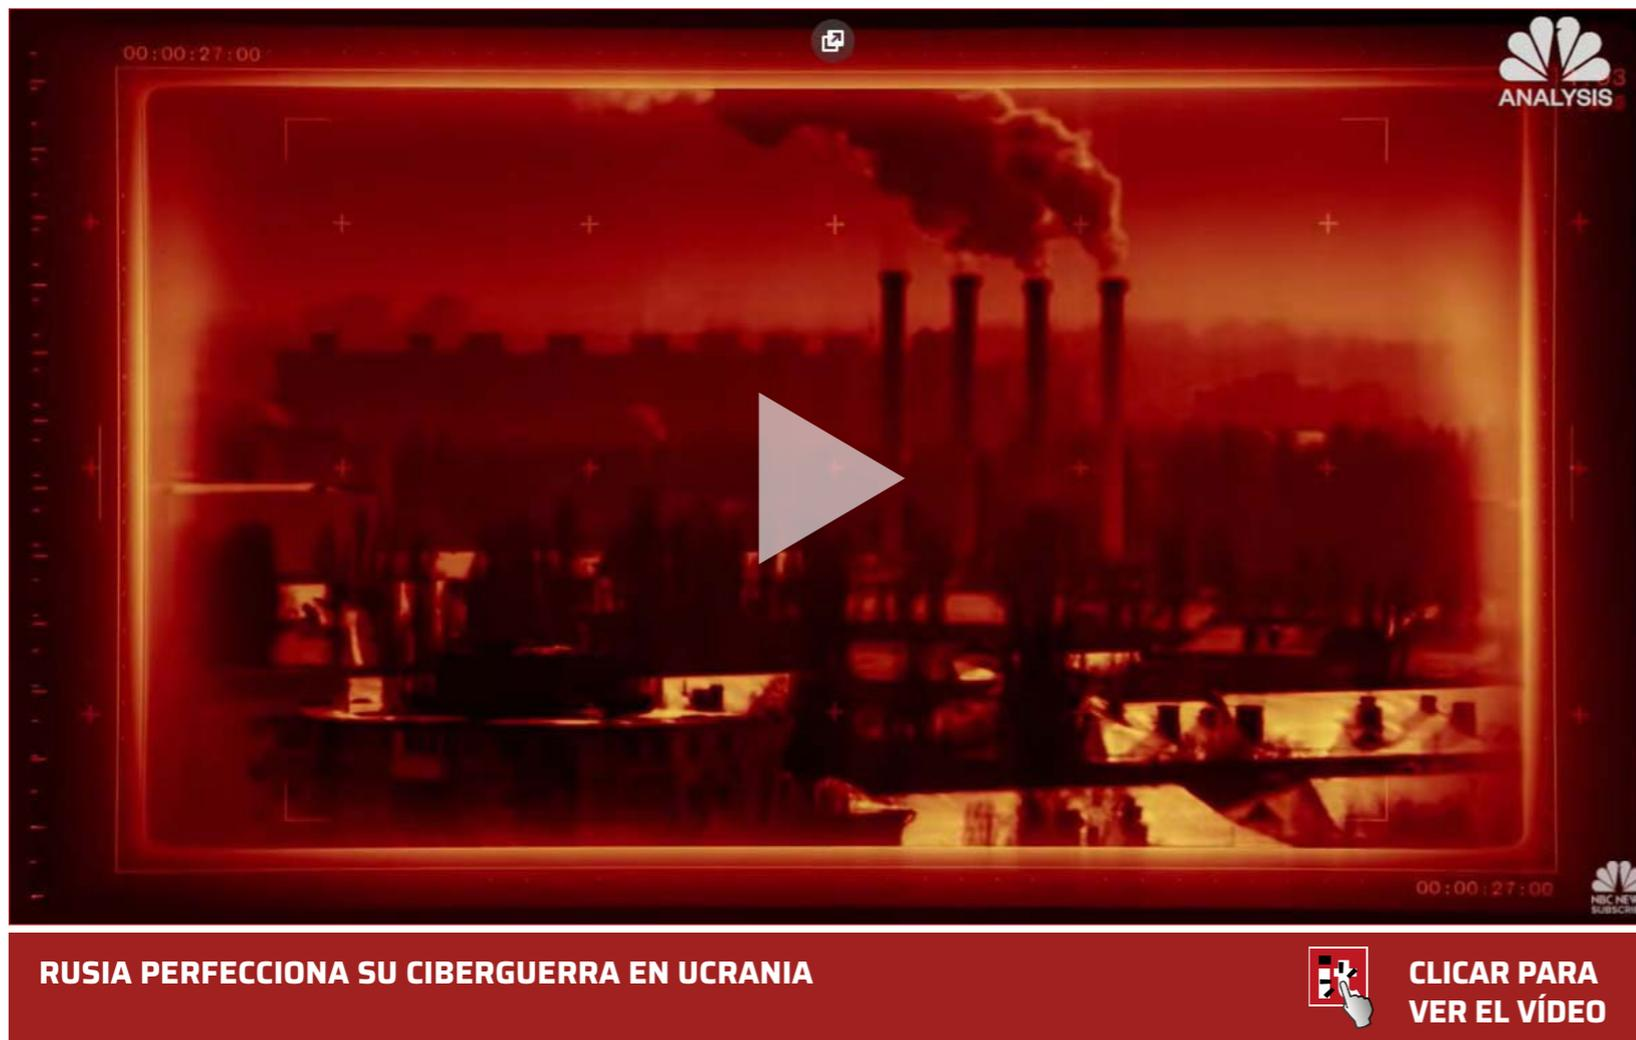 00:00:27:00
ANALYSIS
00:00:27:00
RUSIA PERFECCIONA SU CIBERGUERRA EN UCRANIA
CLICAR PARA
VER EL VÍDEO